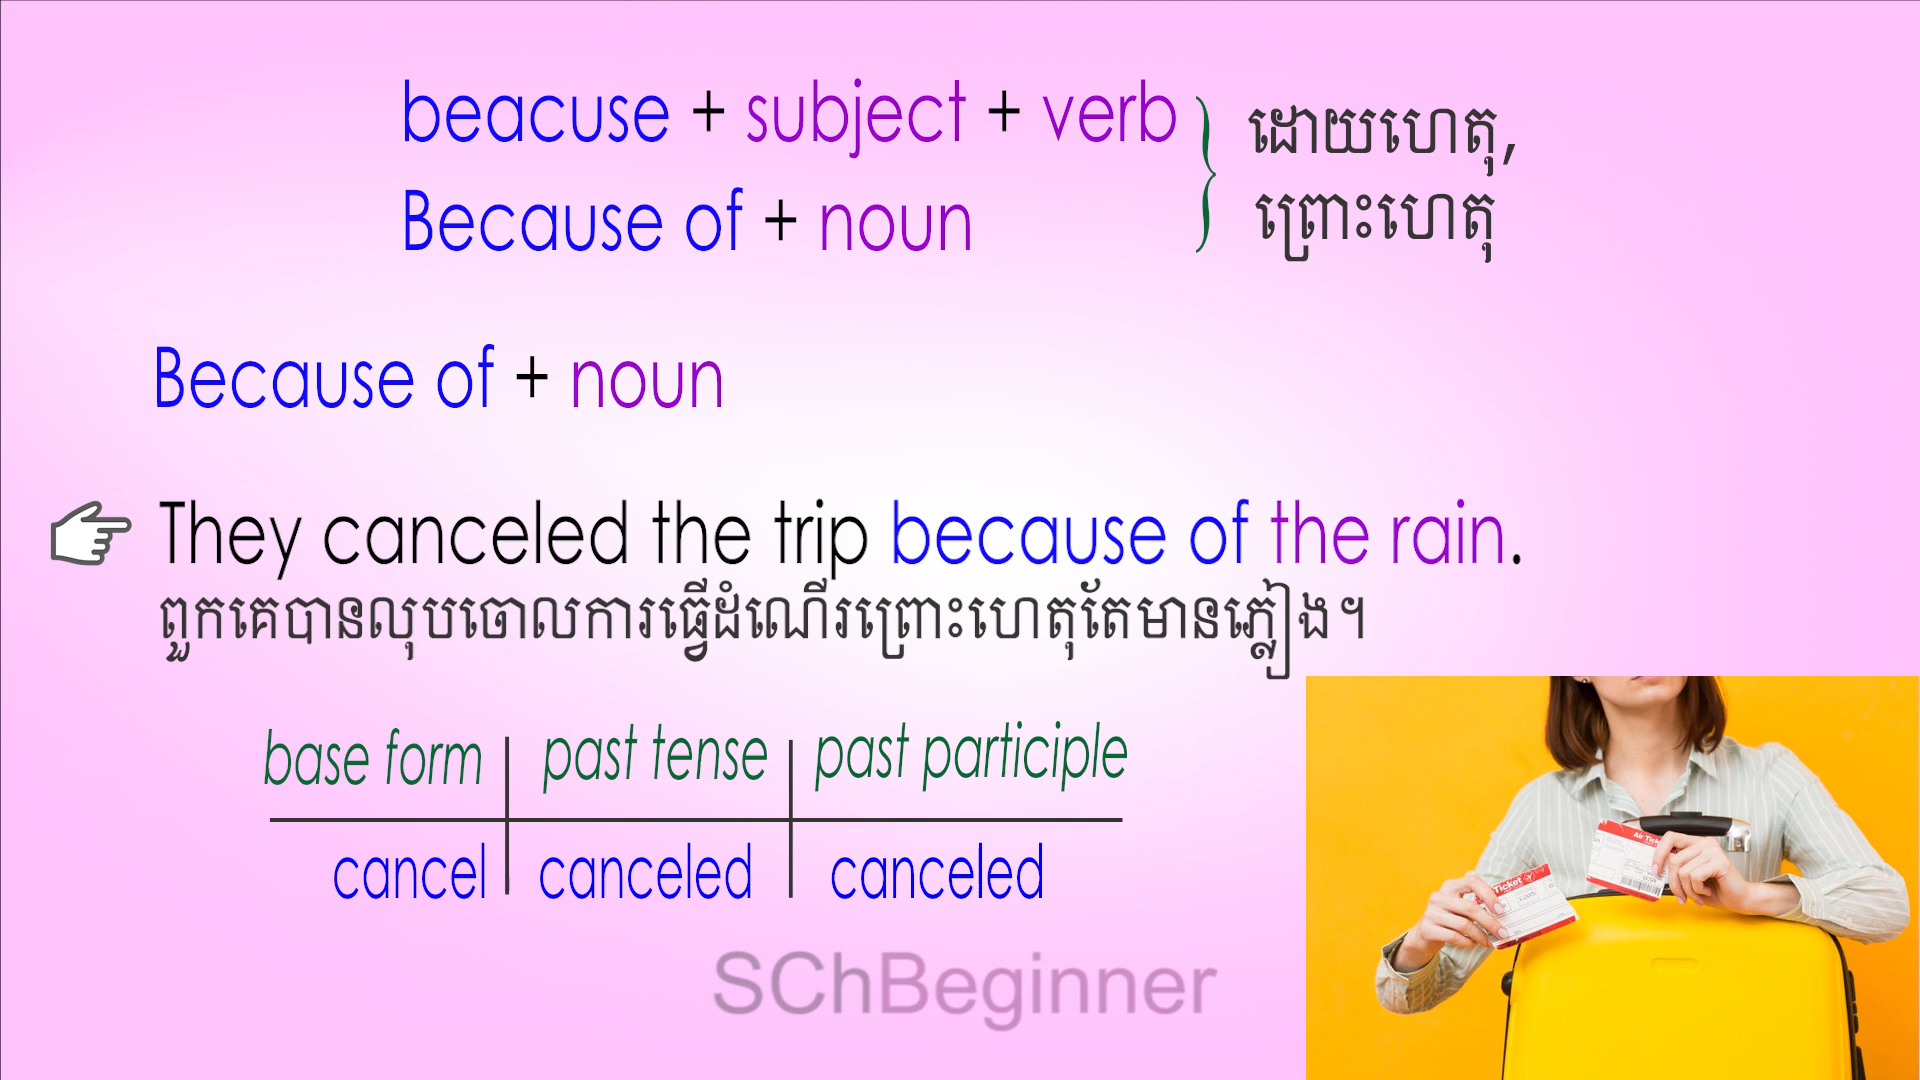 beacuse + subject + verb } ដោយហេតុ,
Because of + noun ព្រោះហេតុ
Because of + noun
They canceled the trip because of the rain.
ពួកគេបានលុបចោលការធ្វើដំណើរព្រោះហេតុតែមានភ្លៀង។
base form | past tense | past participle
cancel | canceled | canceled
SChBeginner
Air Ticket
Ticket